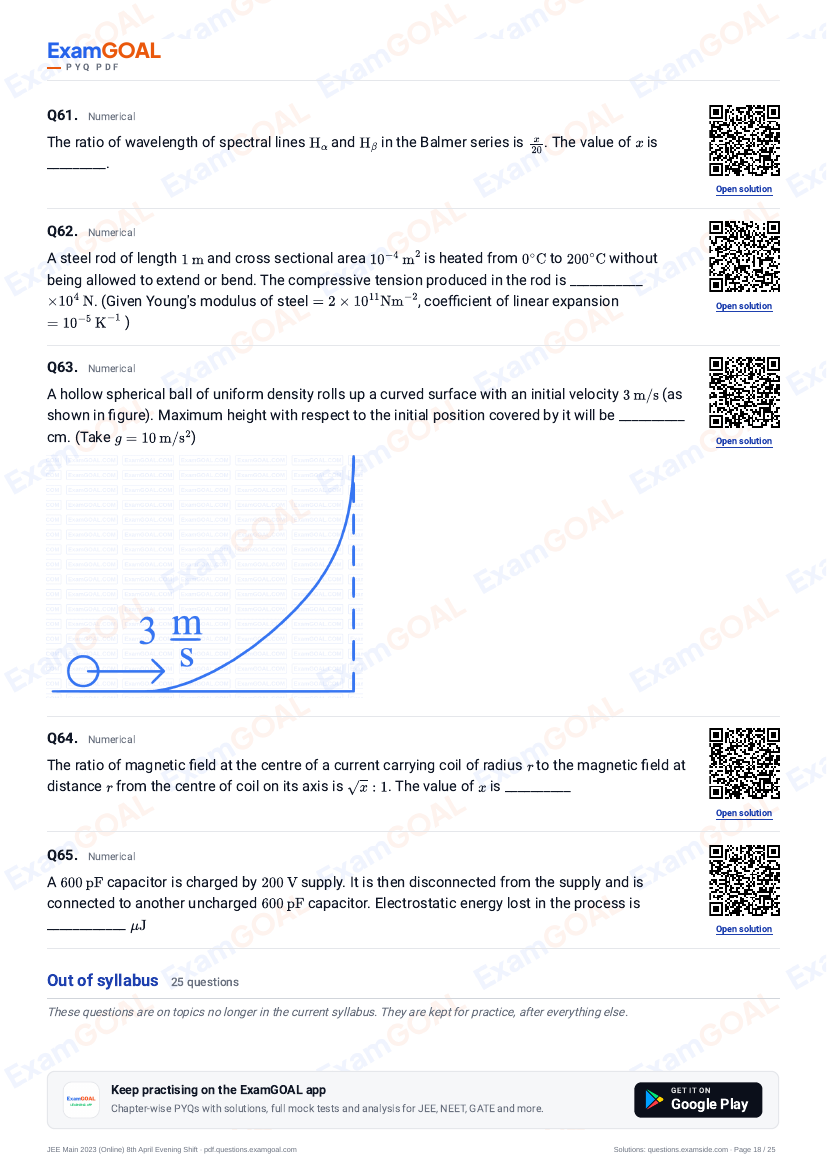 ExamGOAL
PYQ PDF
Q61. Numerical
The ratio of wavelength of spectral lines H_α and H_β in the Balmer series is x/20. The value of x is
_________.
Open solution
Q62. Numerical
A steel rod of length 1 m and cross sectional area 10⁻⁴ m² is heated from 0°C to 200°C without
being allowed to extend or bend. The compressive tension produced in the rod is __________
×10⁴ N. (Given Young's modulus of steel = 2 × 10¹¹Nm⁻², coefficient of linear expansion
= 10⁻⁵ K⁻¹ )
Open solution
Q63. Numerical
A hollow spherical ball of uniform density rolls up a curved surface with an initial velocity 3 m/s (as
shown in figure). Maximum height with respect to the initial position covered by it will be _________
cm. (Take g = 10 m/s²)
Open solution
3 m/s
Q64. Numerical
The ratio of magnetic field at the centre of a current carrying coil of radius r to the magnetic field at
distance r from the centre of coil on its axis is √x : 1. The value of x is _________
Open solution
Q65. Numerical
A 600 pF capacitor is charged by 200 V supply. It is then disconnected from the supply and is
connected to another uncharged 600 pF capacitor. Electrostatic energy lost in the process is
___________ μJ
Open solution
Out of syllabus 25 questions
These questions are on topics no longer in the current syllabus. They are kept for practice, after everything else.
ExamGOAL
Keep practising on the ExamGOAL app
Chapter-wise PYQs with solutions, full mock tests and analysis for JEE, NEET, GATE and more.
GET IT ON
Google Play
JEE Main 2023 (Online) 8th April Evening Shift · pdf.questions.examgoal.com
Solutions: questions.examside.com · Page 18 / 25